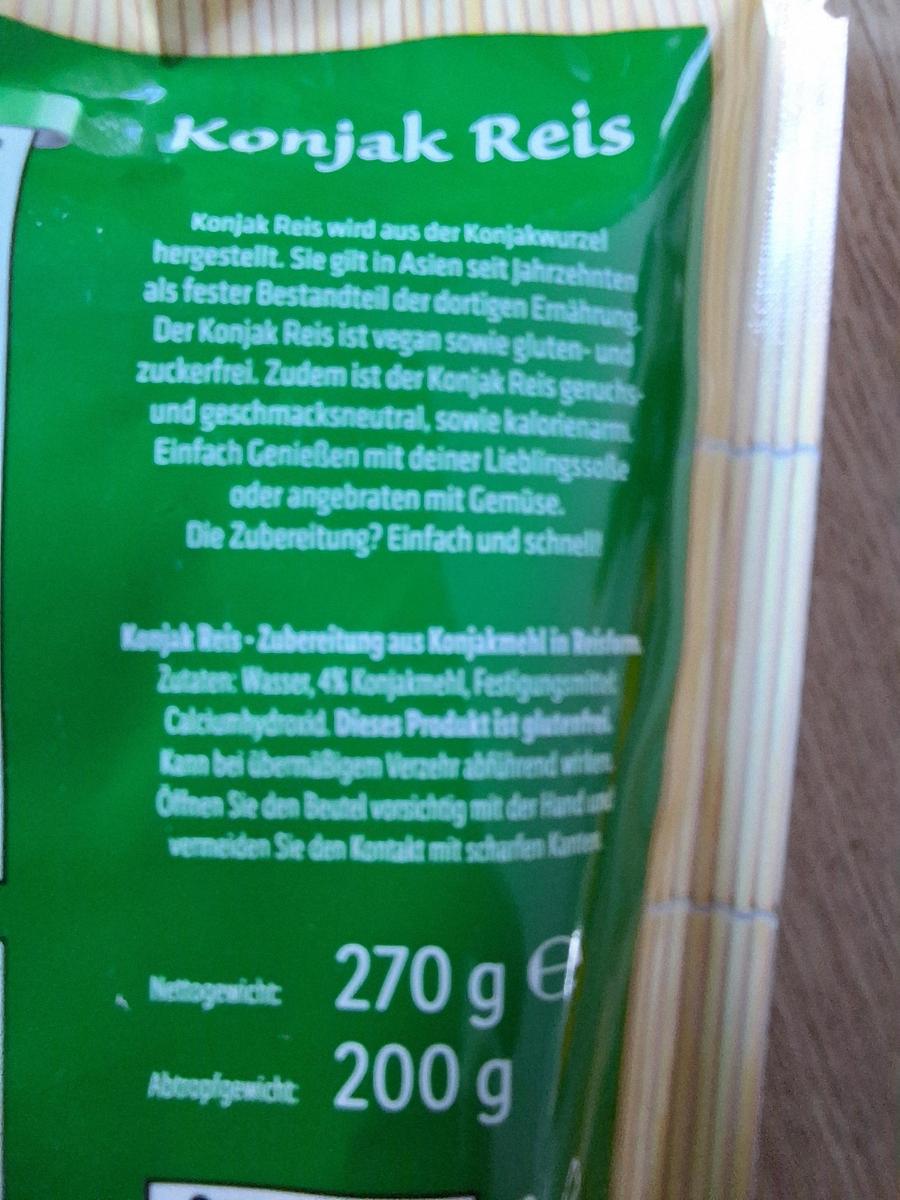 Konjak Reis
Konjak Reis wird aus der Konjakwurzel
hergestellt. Sie gilt in Asien seit Jahrzehnten
als fester Bestandteil der dortigen Ernährung.
Der Konjak Reis ist vegan sowie gluten- und
zuckerfrei. Zudem ist der Konjak Reis geruchs-
und geschmacksneutral, sowie kalorienarm.
Einfach Genießen mit deiner Lieblingssoße
oder angebraten mit Gemüse.
Die Zubereitung? Einfach und schnell!
Konjak Reis - Zubereitung aus Konjakmehl in Reisform.
Zutaten: Wasser, 4% Konjakmehl, Festigungsmittel
Calciumhydroxid. Dieses Produkt ist glutenfrei.
Kann bei übermäßigem Verzehr abführend wirken.
Öffnen Sie den Beutel vorsichtig mit der Hand und
vermeiden Sie den Kontakt mit scharfen Kanten.
Nettogewicht: 270 g ℮
Abtropfgewicht: 200 g